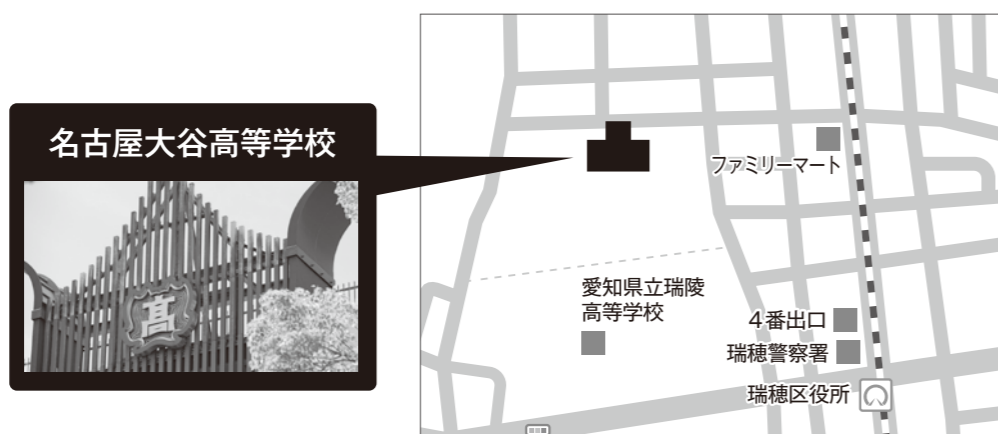 名古屋大谷高等学校
髙
ファミリーマート
愛知県立瑞陵
高等学校
４番出口
瑞穂警察署
瑞穂区役所